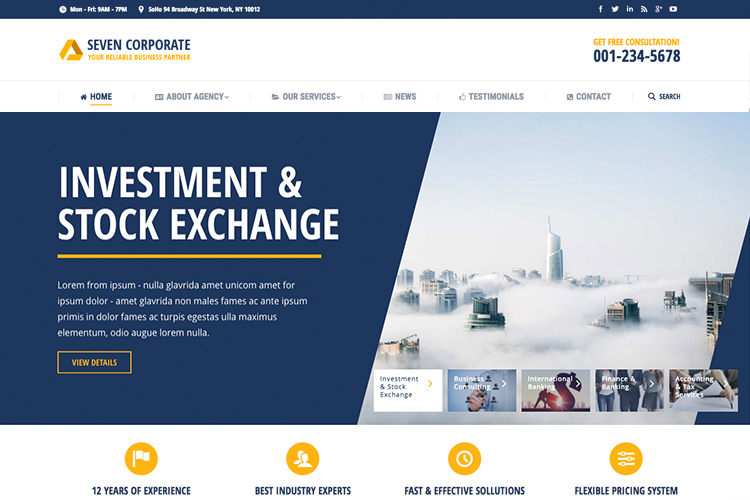 Mon - Fri: 9AM - 7PM
SoHo 94 Broadway St New York, NY 10012
SEVEN CORPORATE
YOUR RELIABLE BUSINESS PARTNER
GET FREE CONSULTATION!
001-234-5678
HOME
ABOUT AGENCY
OUR SERVICES
NEWS
TESTIMONIALS
CONTACT
SEARCH
INVESTMENT &
STOCK EXCHANGE
Lorem from ipsum - nulla glavrida amet unicom amet for
ipsum dolor - amet glavrida non males fames ac ante ipsum
primis in dolor fames ac turpis egestas ulla maximus
elementum, odio augue lorem nulla.
VIEW DETAILS
Investment
& Stock
Exchange
Business
Consulting
International
Banking
Finance &
Banking
Accounting
& Tax
Services
12 YEARS OF EXPERIENCE
BEST INDUSTRY EXPERTS
FAST & EFFECTIVE SOLLUTIONS
FLEXIBLE PRICING SYSTEM